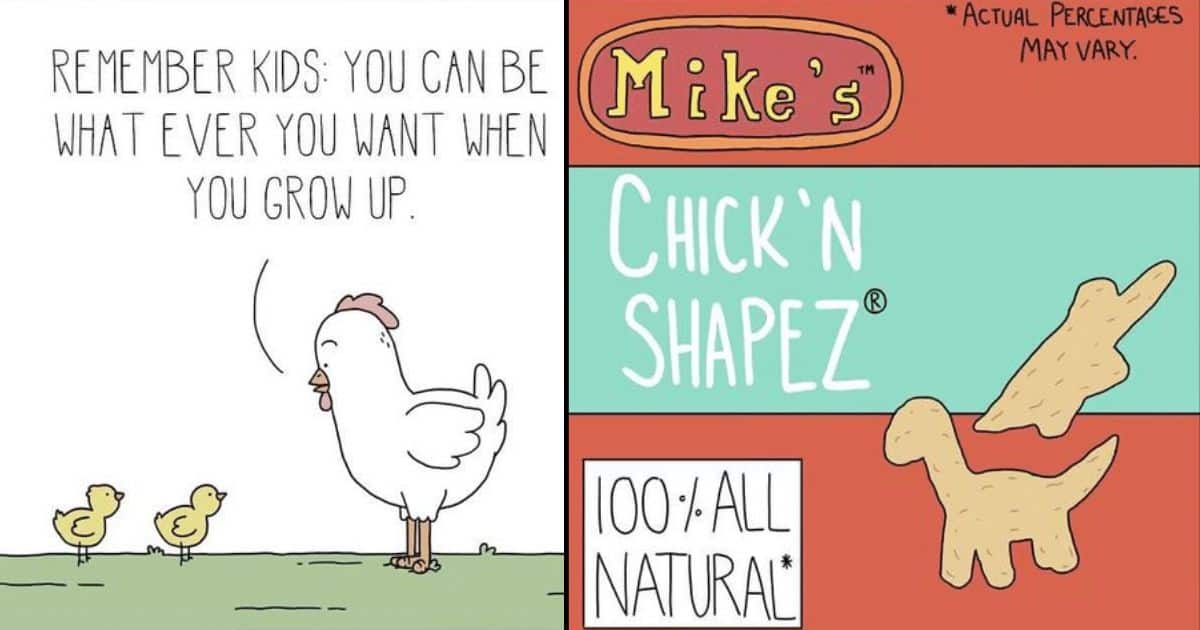 REMEMBER KIDS: YOU CAN BE
WHAT EVER YOU WANT WHEN
YOU GROW UP.
* ACTUAL PERCENTAGES
MAY VARY.
Mike's™
CHICK'N
SHAPEZ®
100% ALL
NATURAL*